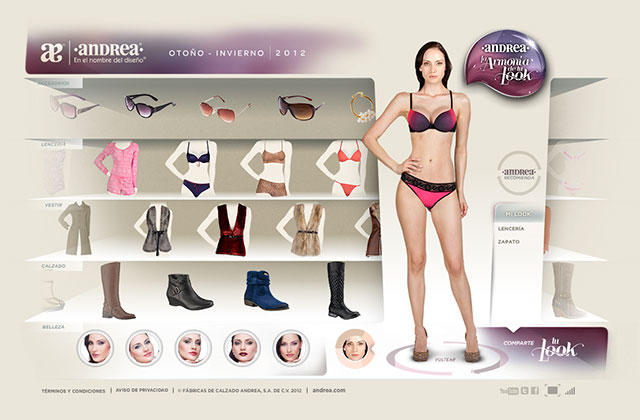 ANDREA®
En el nombre del diseño®
OTOÑO - INVIERNO | 2012
ANDREA®
la Armonía de tu Look
ACCESORIOS
LENCERÍA
VESTIR
CALZADO
BELLEZA
ANDREA®
RECOMIENDA
MI LOOK
LENCERÍA
ZAPATO
VOLTEAR
COMPARTE tu Look
TÉRMINOS Y CONDICIONES | AVISO DE PRIVACIDAD | © FÁBRICAS DE CALZADO ANDREA, S.A. DE C.V. 2012 | andrea.com
YouTube